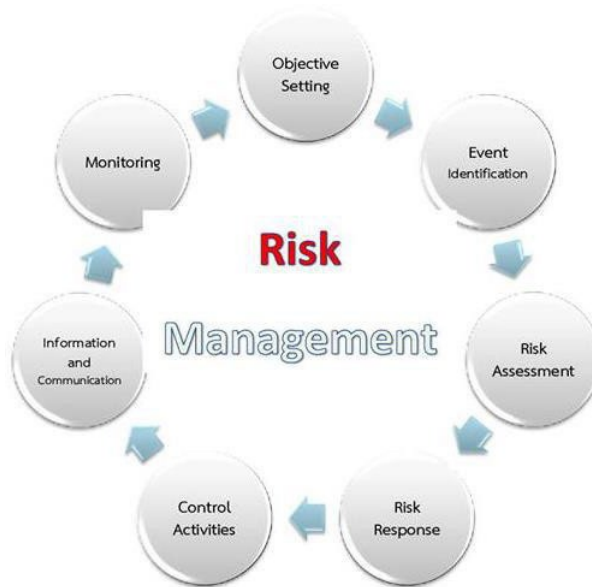 Objective
Setting
Event
Identification
Risk
Assessment
Risk
Response
Control
Activities
Information
and
Communication
Monitoring
Risk
Management